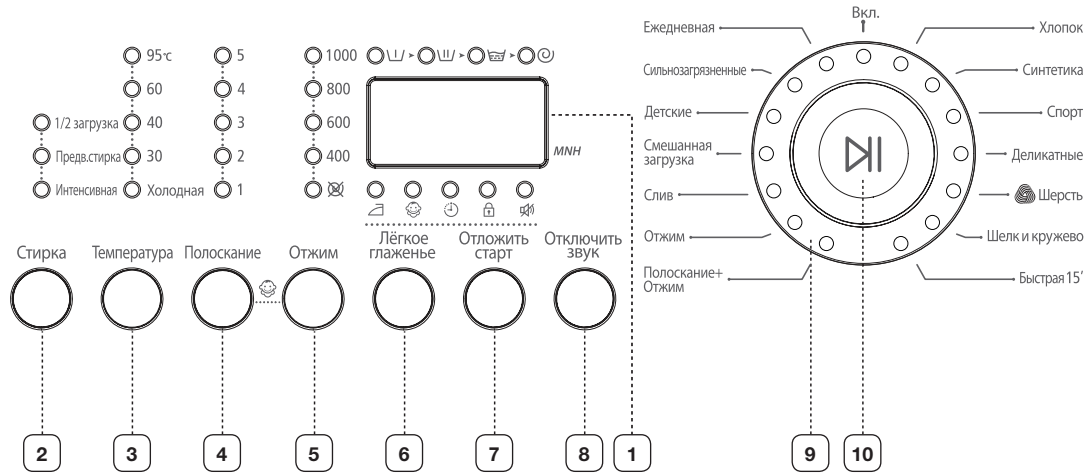 95°c
60
1/2 загрузка
40
Предв.стирка
30
Интенсивная
Холодная
5
4
3
2
1
1000
800
600
400
MNH
Стирка
Температура
Полоскание
Отжим
Лёгкое
глаженье
Отложить
старт
Отключить
звук
Вкл.
Ежедневная
Сильнозагрязненные
Детские
Смешанная
загрузка
Слив
Отжим
Полоскание+
Отжим
Хлопок
Синтетика
Спорт
Деликатные
Шерсть
Шелк и кружево
Быстрая 15'
2
3
4
5
6
7
8
1
9
10